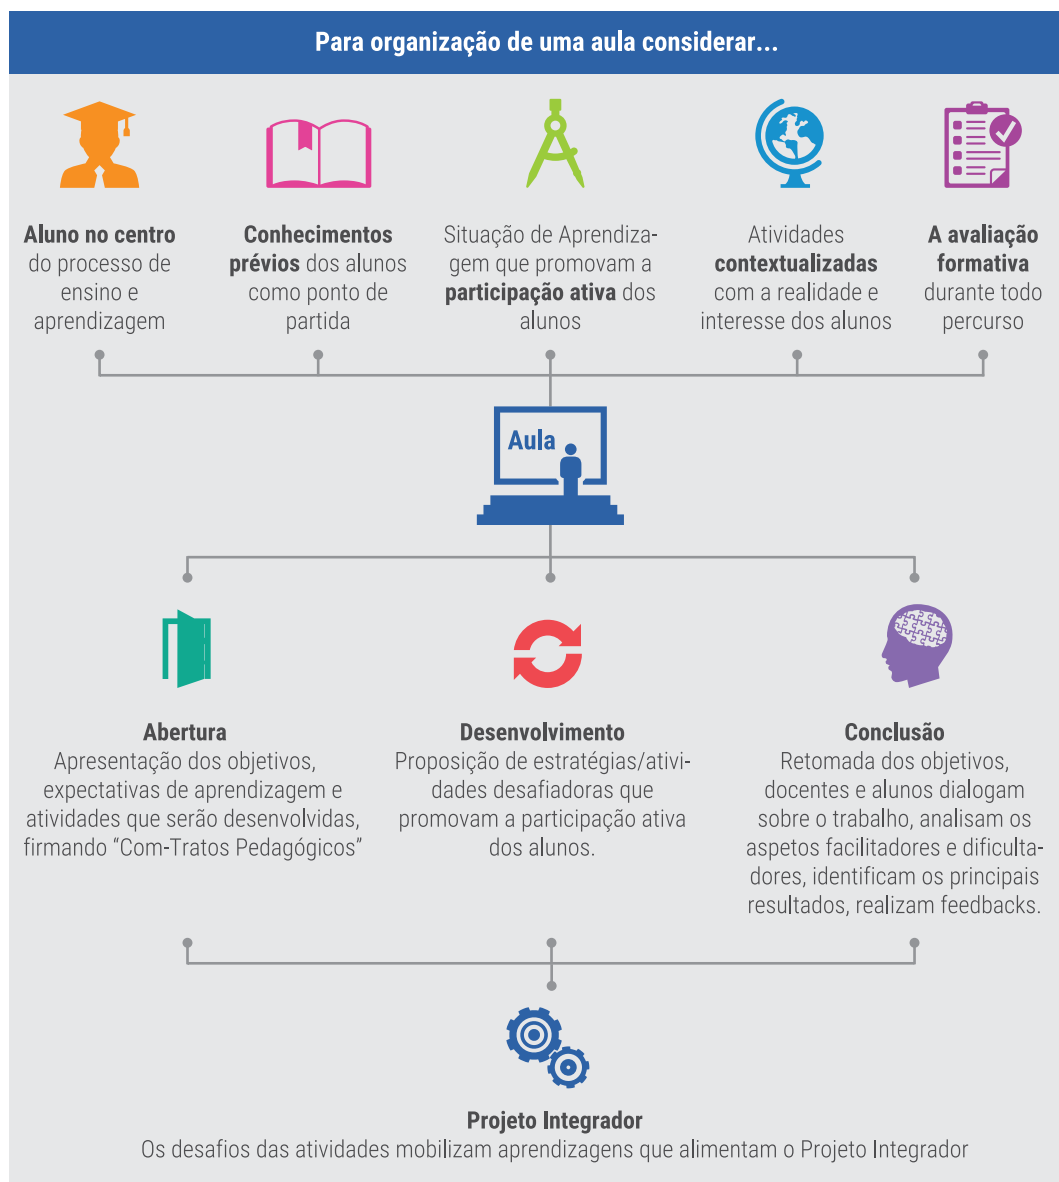 Para organização de uma aula considerar...
Aluno no centro
do processo de
ensino e
aprendizagem
Conhecimentos
prévios dos alunos
como ponto de
partida
Situação de Aprendiza-
gem que promovam a
participação ativa dos
alunos
Atividades
contextualizadas
com a realidade e
interesse dos alunos
A avaliação
formativa
durante todo
percurso
Aula
Abertura
Apresentação dos objetivos,
expectativas de aprendizagem e
atividades que serão desenvolvidas,
firmando “Com-Tratos Pedagógicos”
Desenvolvimento
Proposição de estratégias/ativi-
dades desafiadoras que
promovam a participação ativa
dos alunos.
Conclusão
Retomada dos objetivos,
docentes e alunos dialogam
sobre o trabalho, analisam os
aspetos facilitadores e dificulta-
dores, identificam os principais
resultados, realizam feedbacks.
Projeto Integrador
Os desafios das atividades mobilizam aprendizagens que alimentam o Projeto Integrador